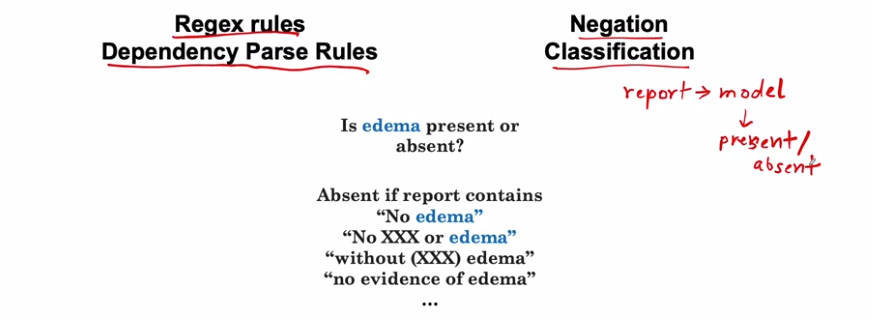 Regex rules
Dependency Parse Rules
Negation
Classification
report → model
↓
present/
absent
Is edema present or
absent?
Absent if report contains
“No edema”
“No XXX or edema”
“without (XXX) edema”
“no evidence of edema”
...